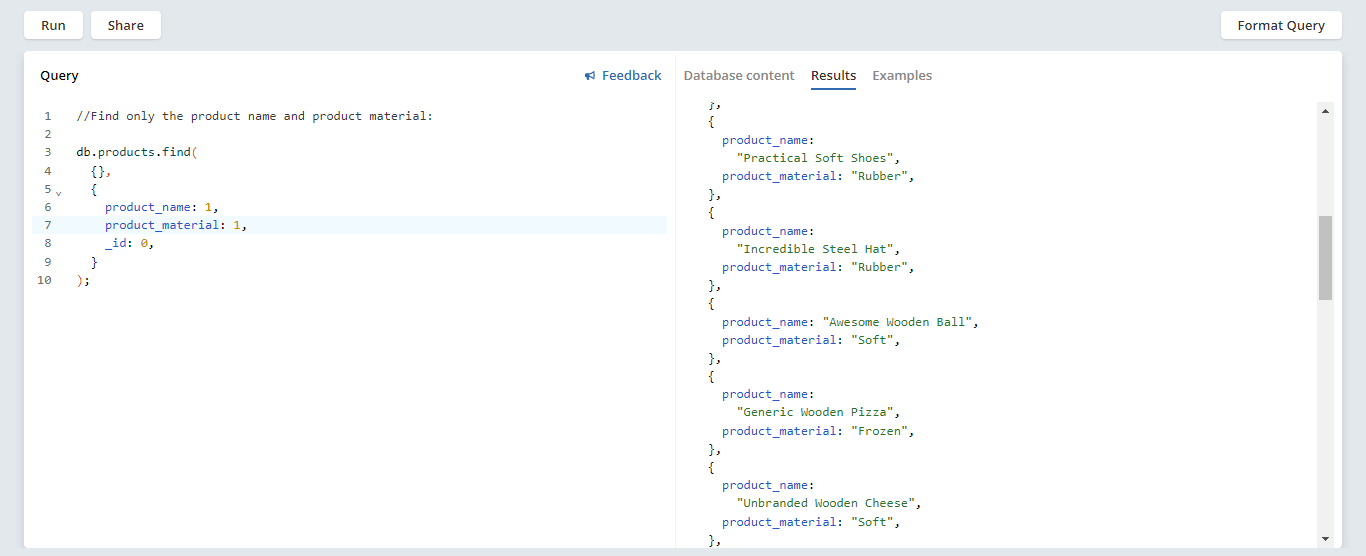 Run
Share
Format Query
Query
Feedback
Database content
Results
Examples
1 //Find only the product name and product material:
2
3 db.products.find(
4 {},
5 {
6 product_name: 1,
7 product_material: 1,
8 _id: 0,
9 }
10 );
},
{
product_name:
"Practical Soft Shoes",
product_material: "Rubber",
},
{
product_name:
"Incredible Steel Hat",
product_material: "Rubber",
},
{
product_name: "Awesome Wooden Ball",
product_material: "Soft",
},
{
product_name:
"Generic Wooden Pizza",
product_material: "Frozen",
},
{
product_name:
"Unbranded Wooden Cheese",
product_material: "Soft",
},